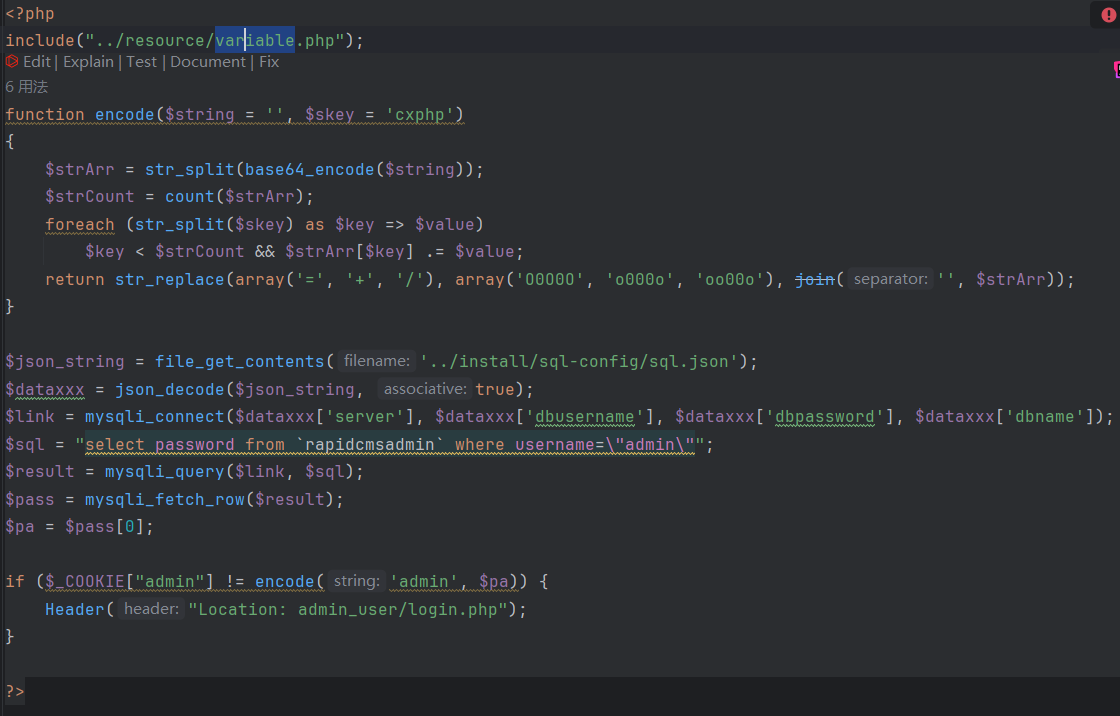 <?php
include("../resource/variable.php");
Edit | Explain | Test | Document | Fix
6 用法
function encode($string = '', $skey = 'cxphp')
{
    $strArr = str_split(base64_encode($string));
    $strCount = count($strArr);
    foreach (str_split($skey) as $key => $value)
        $key < $strCount && $strArr[$key] .= $value;
    return str_replace(array('=', '+', '/'), array('O0O0O', 'o000o', 'oo00o'), join( separator: '', $strArr));
}
$json_string = file_get_contents( filename: '../install/sql-config/sql.json');
$dataxxx = json_decode($json_string,  associative: true);
$link = mysqli_connect($dataxxx['server'], $dataxxx['dbusername'], $dataxxx['dbpassword'], $dataxxx['dbname']);
$sql = "select password from `rapidcmsadmin` where username=\"admin\"";
$result = mysqli_query($link, $sql);
$pass = mysqli_fetch_row($result);
$pa = $pass[0];
if ($_COOKIE["admin"] != encode( string: 'admin', $pa)) {
    Header( header: "Location: admin_user/login.php");
}
?>